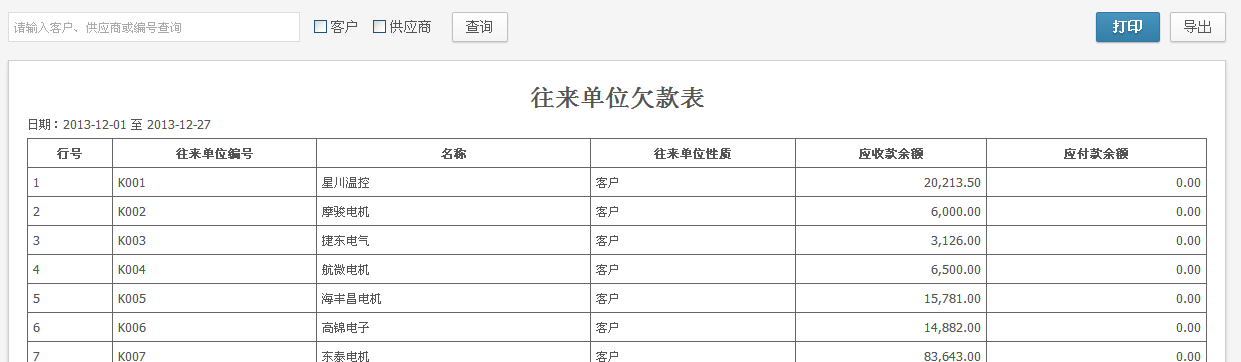 请输入客户、供应商或编号查询 客户 供应商 查询 打印 导出
往来单位欠款表
日期：2013-12-01 至 2013-12-27
行号 往来单位编号 名称 往来单位性质 应收款余额 应付款余额
1 K001 星川温控 客户 20,213.50 0.00
2 K002 摩骏电机 客户 6,000.00 0.00
3 K003 捷东电气 客户 3,126.00 0.00
4 K004 航微电机 客户 6,500.00 0.00
5 K005 海丰昌电机 客户 15,781.00 0.00
6 K006 高锦电子 客户 14,882.00 0.00
7 K007 东泰电机 客户 83,643.00 0.00